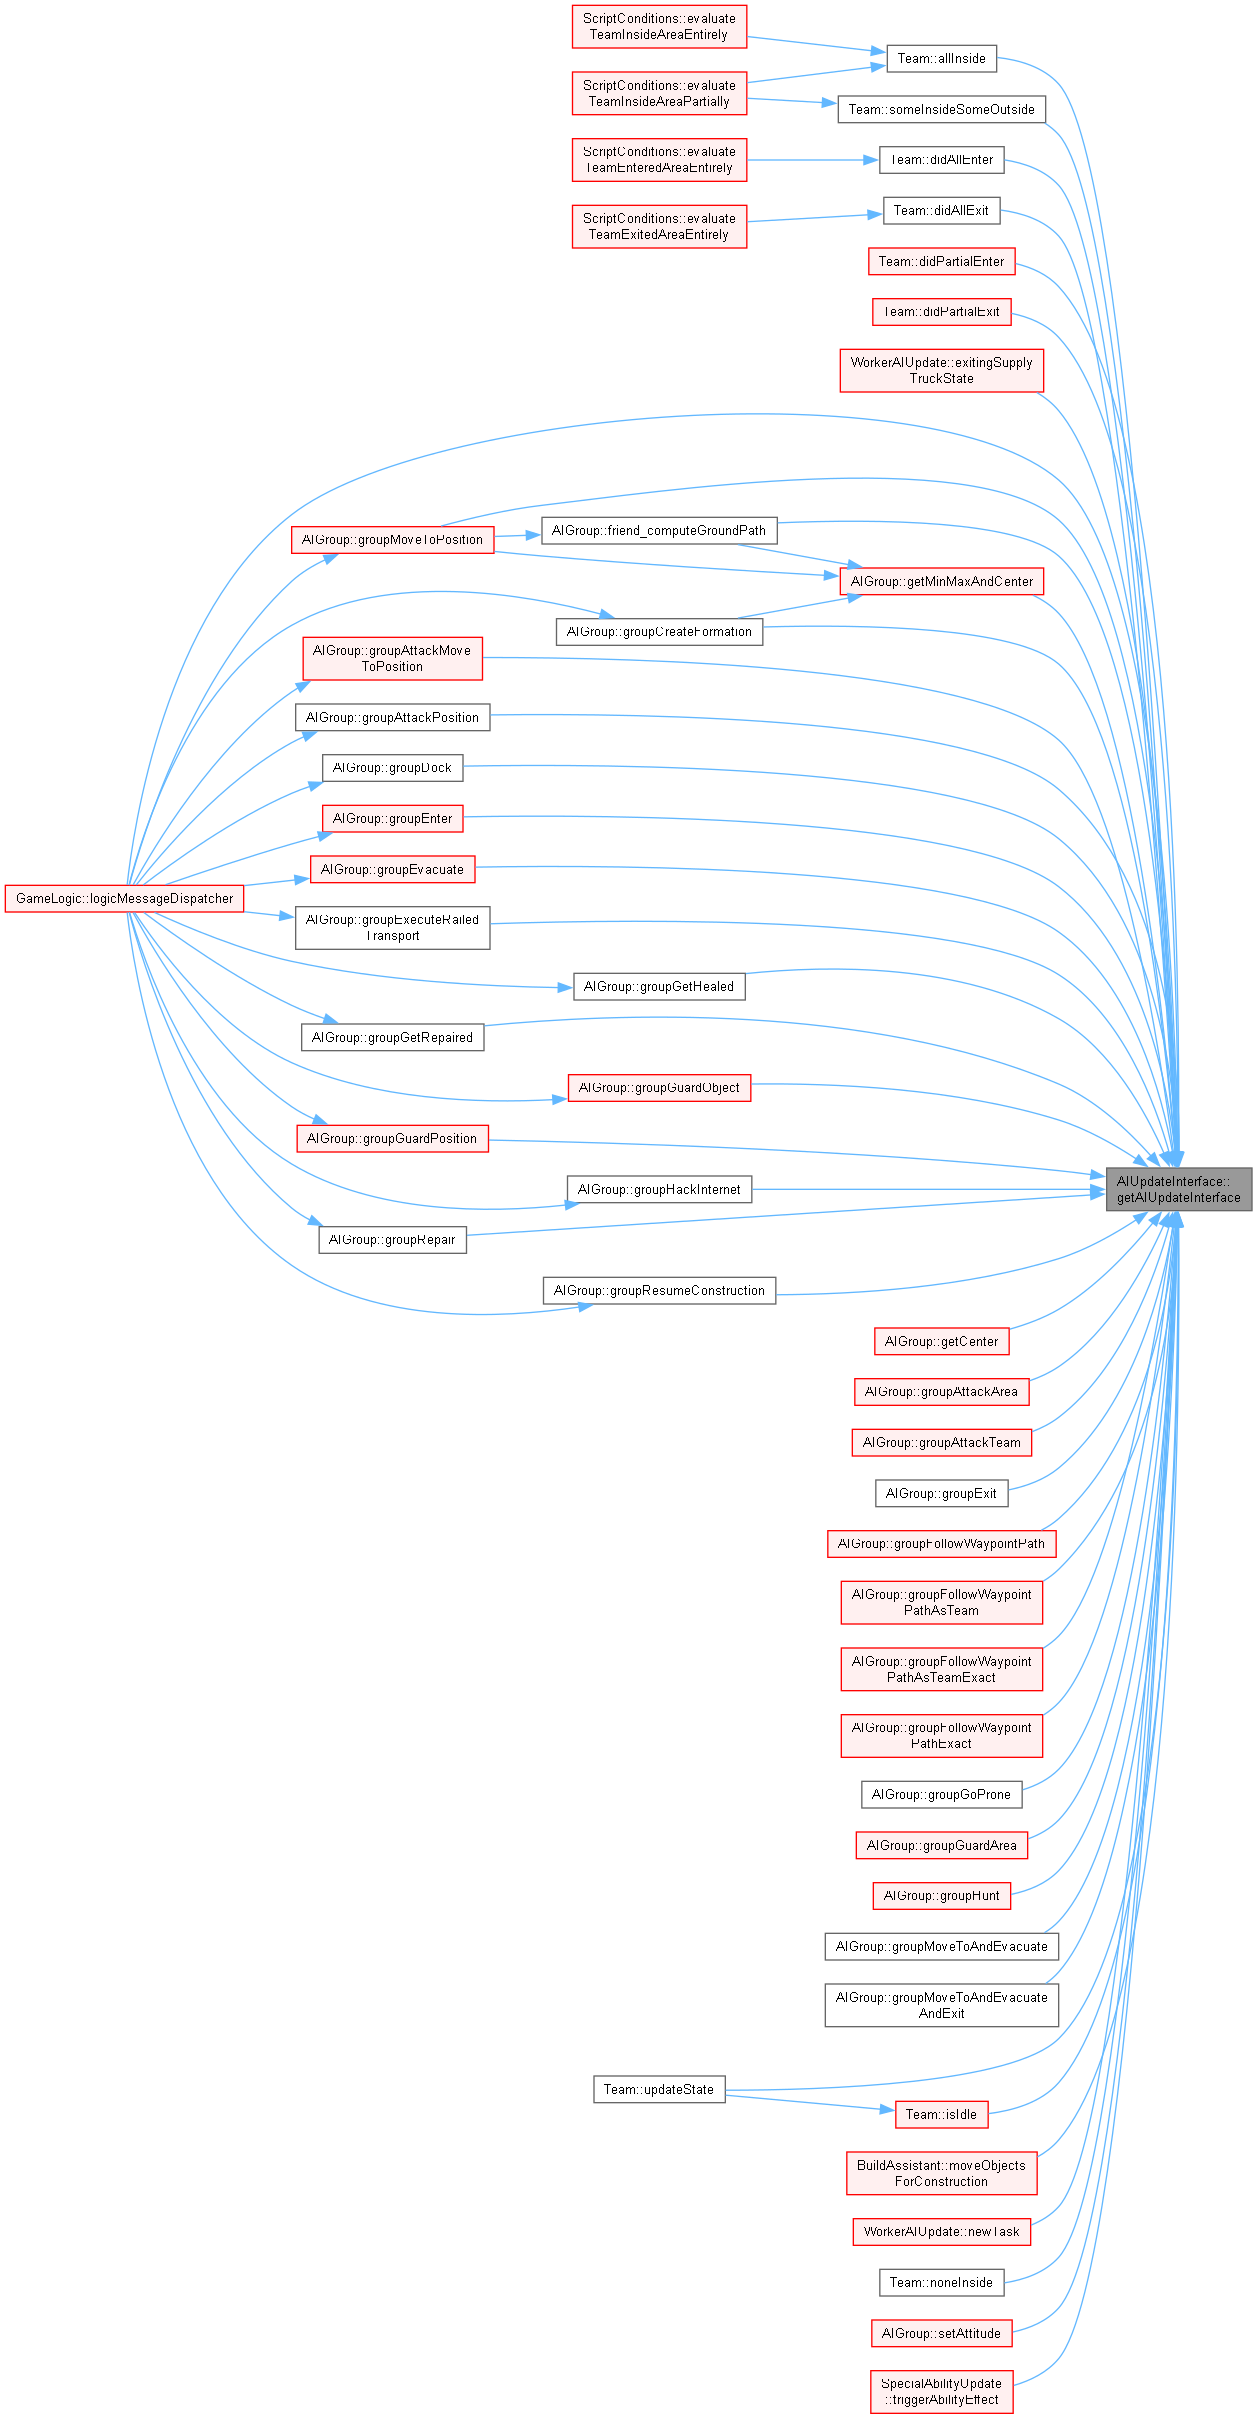 ScriptConditions::evaluate
TeamInsideAreaEntirely
Team::allInside
ScriptConditions::evaluate
TeamInsideAreaPartially
Team::someInsideSomeOutside
ScriptConditions::evaluate
TeamEnteredAreaEntirely
Team::didAllEnter
ScriptConditions::evaluate
TeamExitedAreaEntirely
Team::didAllExit
Team::didPartialEnter
Team::didPartialExit
WorkerAIUpdate::exitingSupply
TruckState
AIGroup::groupMoveToPosition
AIGroup::friend_computeGroundPath
AIGroup::getMinMaxAndCenter
AIGroup::groupCreateFormation
AIGroup::groupAttackMove
ToPosition
AIGroup::groupAttackPosition
AIGroup::groupDock
AIGroup::groupEnter
AIGroup::groupEvacuate
GameLogic::logicMessageDispatcher
AIGroup::groupExecuteRailed
Transport
AIGroup::groupGetHealed
AIGroup::groupGetRepaired
AIGroup::groupGuardObject
AIGroup::groupGuardPosition
AIUpdateInterface::
getAIUpdateInterface
AIGroup::groupHackInternet
AIGroup::groupRepair
AIGroup::groupResumeConstruction
AIGroup::getCenter
AIGroup::groupAttackArea
AIGroup::groupAttackTeam
AIGroup::groupExit
AIGroup::groupFollowWaypointPath
AIGroup::groupFollowWaypoint
PathAsTeam
AIGroup::groupFollowWaypoint
PathAsTeamExact
AIGroup::groupFollowWaypoint
PathExact
AIGroup::groupGoProne
AIGroup::groupGuardArea
AIGroup::groupHunt
AIGroup::groupMoveToAndEvacuate
AIGroup::groupMoveToAndEvacuate
AndExit
Team::updateState
Team::isIdle
BuildAssistant::moveObjects
ForConstruction
WorkerAIUpdate::newTask
Team::noneInside
AIGroup::setAttitude
SpecialAbilityUpdate
::triggerAbilityEffect